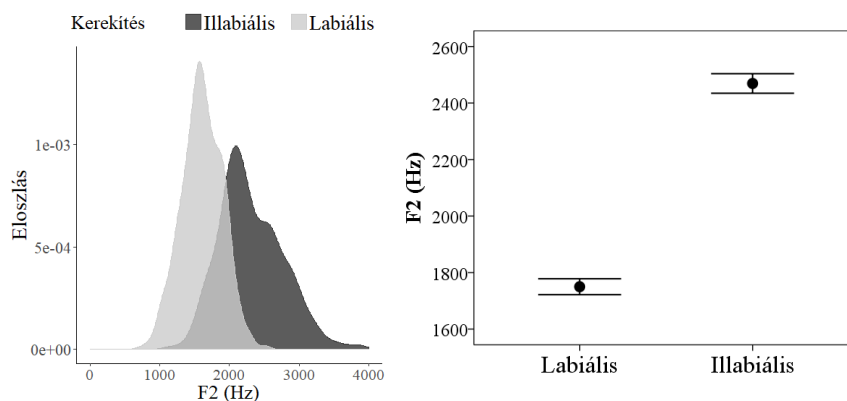 Kerekítés Illabiális Labiális
Eloszlás
1e-03
5e-04
0e+00
0 1000 2000 3000 4000
F2 (Hz)
F2 (Hz)
2600
2400
2200
2000
1800
1600
Labiális Illabiális